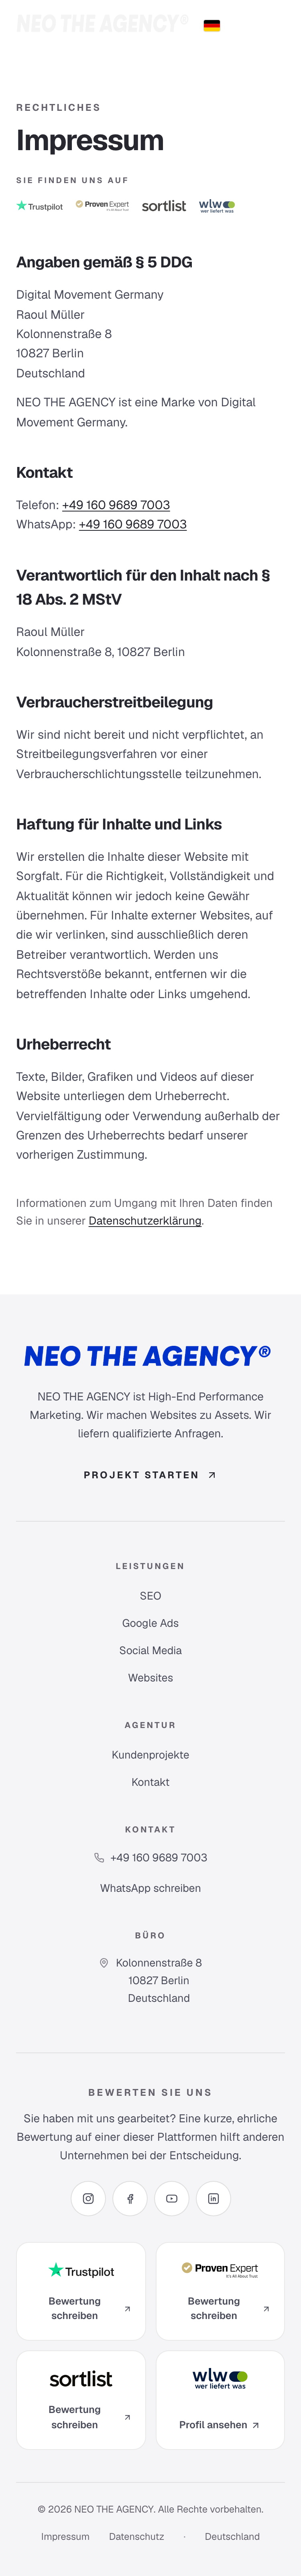 NEO THE AGENCY®
RECHTLICHES
Impressum
SIE FINDEN UNS AUF
Trustpilot
Proven Expert
sortlist
wlw
wer liefert was
Angaben gemäß § 5 DDG
Digital Movement Germany
Raoul Müller
Kolonnenstraße 8
10827 Berlin
Deutschland
NEO THE AGENCY ist eine Marke von Digital
Movement Germany.
Kontakt
Telefon: +49 160 9689 7003
WhatsApp: +49 160 9689 7003
Verantwortlich für den Inhalt nach §
18 Abs. 2 MStV
Raoul Müller
Kolonnenstraße 8, 10827 Berlin
Verbraucherstreitbeilegung
Wir sind nicht bereit und nicht verpflichtet, an
Streitbeilegungsverfahren vor einer
Verbraucherschlichtungsstelle teilzunehmen.
Haftung für Inhalte und Links
Wir erstellen die Inhalte dieser Website mit
Sorgfalt. Für die Richtigkeit, Vollständigkeit und
Aktualität können wir jedoch keine Gewähr
übernehmen. Für Inhalte externer Websites, auf
die wir verlinken, sind ausschließlich deren
Betreiber verantwortlich. Werden uns
Rechtsverstöße bekannt, entfernen wir die
betreffenden Inhalte oder Links umgehend.
Urheberrecht
Texte, Bilder, Grafiken und Videos auf dieser
Website unterliegen dem Urheberrecht.
Vervielfältigung oder Verwendung außerhalb der
Grenzen des Urheberrechts bedarf unserer
vorherigen Zustimmung.
Informationen zum Umgang mit Ihren Daten finden
Sie in unserer Datenschutzerklärung.
NEO THE AGENCY®
NEO THE AGENCY ist High-End Performance
Marketing. Wir machen Websites zu Assets. Wir
liefern qualifizierte Anfragen.
PROJEKT STARTEN
LEISTUNGEN
SEO
Google Ads
Social Media
Websites
AGENTUR
Kundenprojekte
Kontakt
KONTAKT
+49 160 9689 7003
WhatsApp schreiben
BÜRO
Kolonnenstraße 8
10827 Berlin
Deutschland
BEWERTEN SIE UNS
Sie haben mit uns gearbeitet? Eine kurze, ehrliche
Bewertung auf einer dieser Plattformen hilft anderen
Unternehmen bei der Entscheidung.
Trustpilot
Bewertung
schreiben
Proven Expert
It's All About Trust
Bewertung
schreiben
sortlist
Bewertung
schreiben
wlw
wer liefert was
Profil ansehen
© 2026 NEO THE AGENCY. Alle Rechte vorbehalten.
Impressum Datenschutz · Deutschland